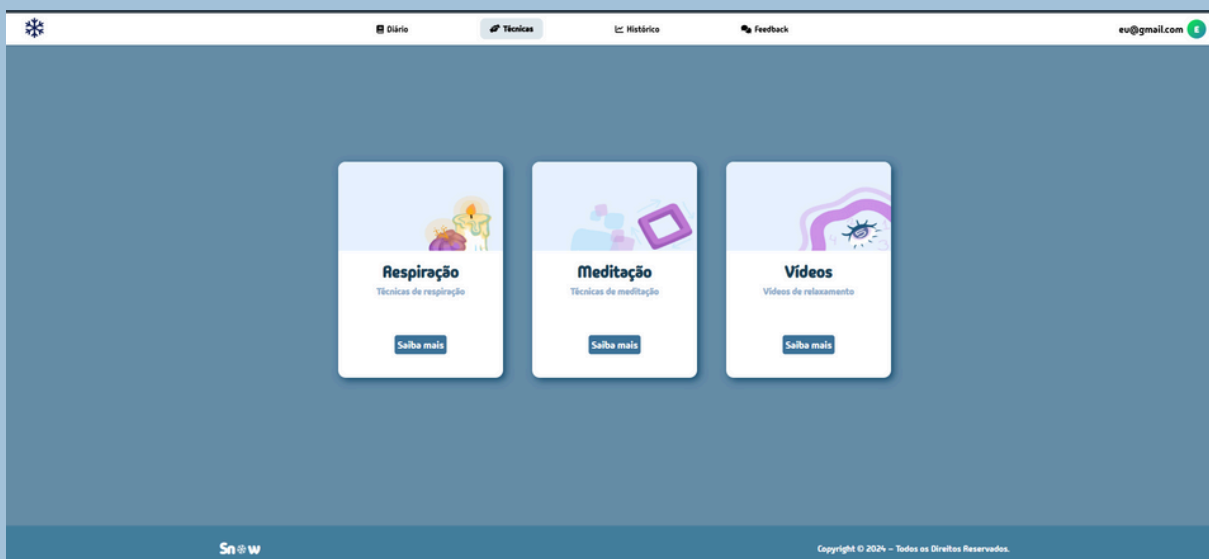 Diário
Técnicas
Histórico
Feedback
eu@gmail.com
E
Respiração
Técnicas de respiração
Saiba mais
Meditação
Técnicas de meditação
Saiba mais
Vídeos
Vídeos de relaxamento
Saiba mais
Snow
Copyright © 2024 – Todos os Direitos Reservados.